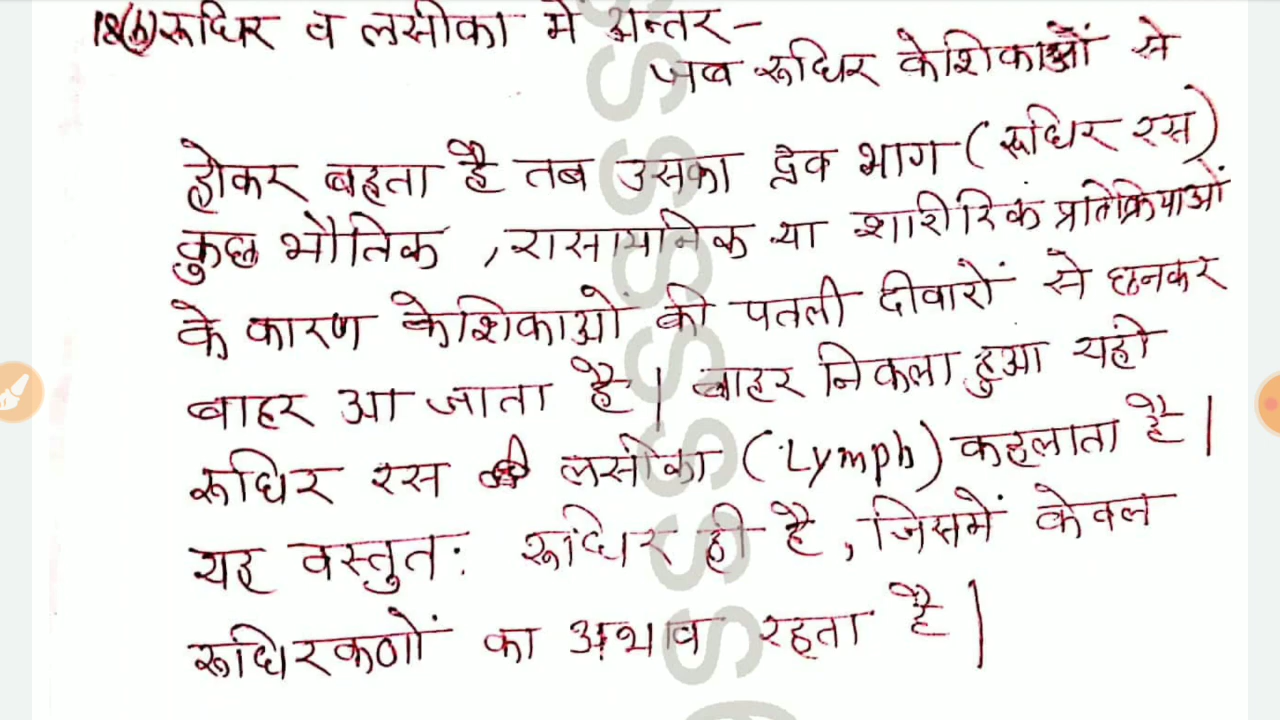 18(b) रूधिर व लसीका मे अन्तर-
जब रूधिर केशिकाओं से
होकर बहता है तब उसका द्रव भाग (रूधिर रस)
कुछ भौतिक , रासायनिक या शारीरिक प्रतिक्रियाओं
के कारण केशिकाओं की पतली दीवारों से छनकर
बाहर आ जाता है| बाहर निकला हुआ यही
रूधिर रस ही लसीका (Lymph) कहलाता है|
यह वस्तुतः रूधिर ही है, जिसमें केवल
रूधिरकणों का अभाव रहता है|